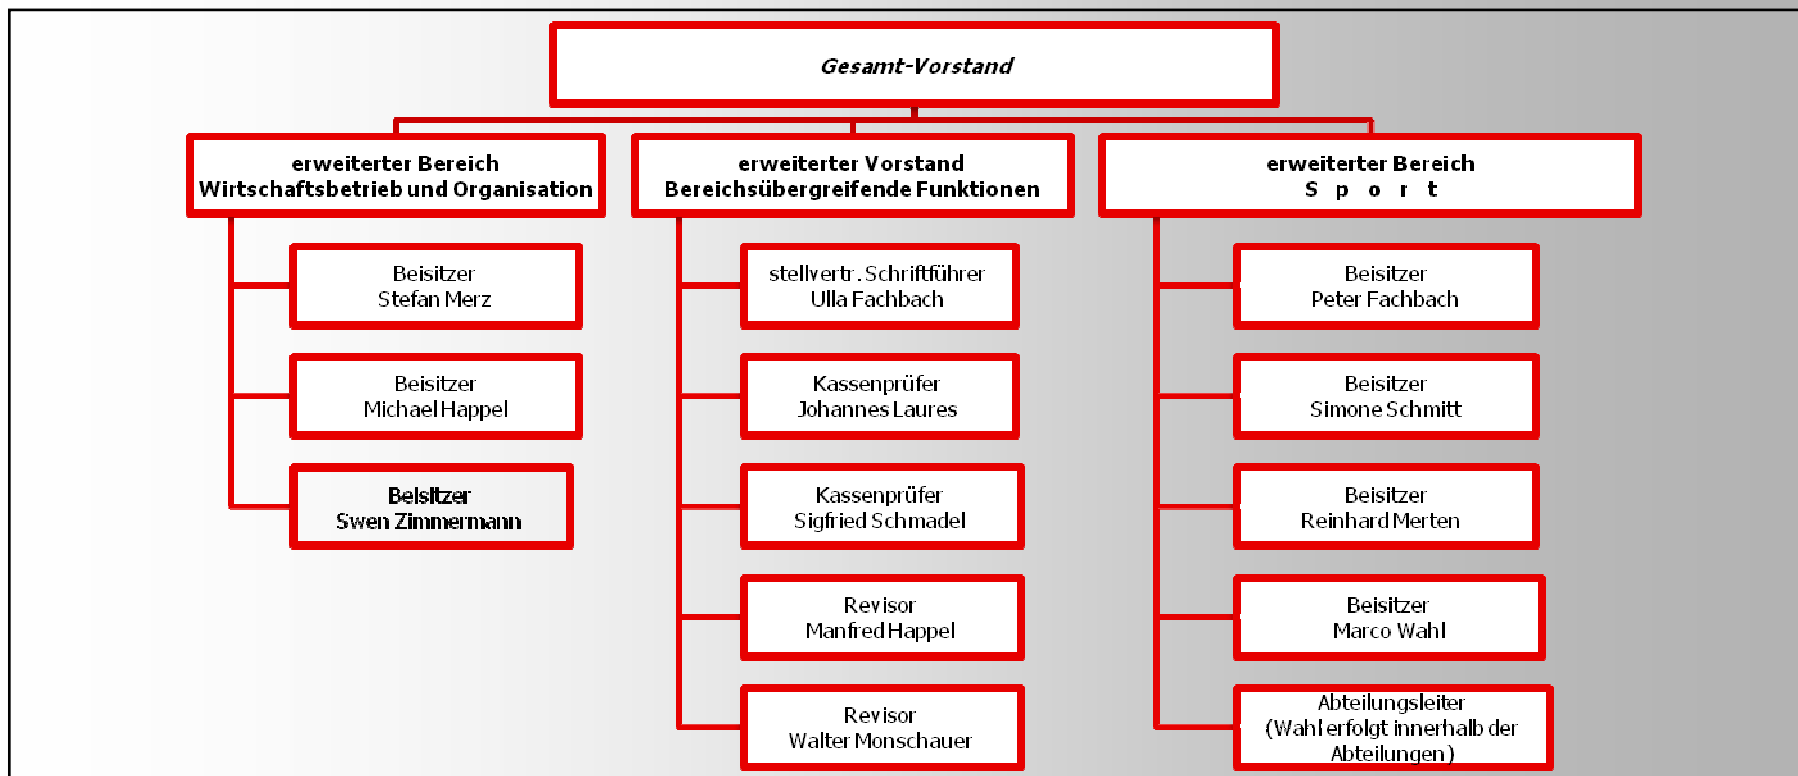 Gesamt-Vorstand
erweiterter Bereich
Wirtschaftsbetrieb und Organisation
Beisitzer
Stefan Merz
Beisitzer
Michael Happel
Beisitzer
Swen Zimmermann
erweiterter Vorstand
Bereichsübergreifende Funktionen
stellvertr. Schriftführer
Ulla Fachbach
Kassenprüfer
Johannes Laures
Kassenprüfer
Sigfried Schmadel
Revisor
Manfred Happel
Revisor
Walter Monschauer
erweiterter Bereich
S p o r t
Beisitzer
Peter Fachbach
Beisitzer
Simone Schmitt
Beisitzer
Reinhard Merten
Beisitzer
Marco Wahl
Abteilungsleiter
(Wahl erfolgt innerhalb der
Abteilungen)